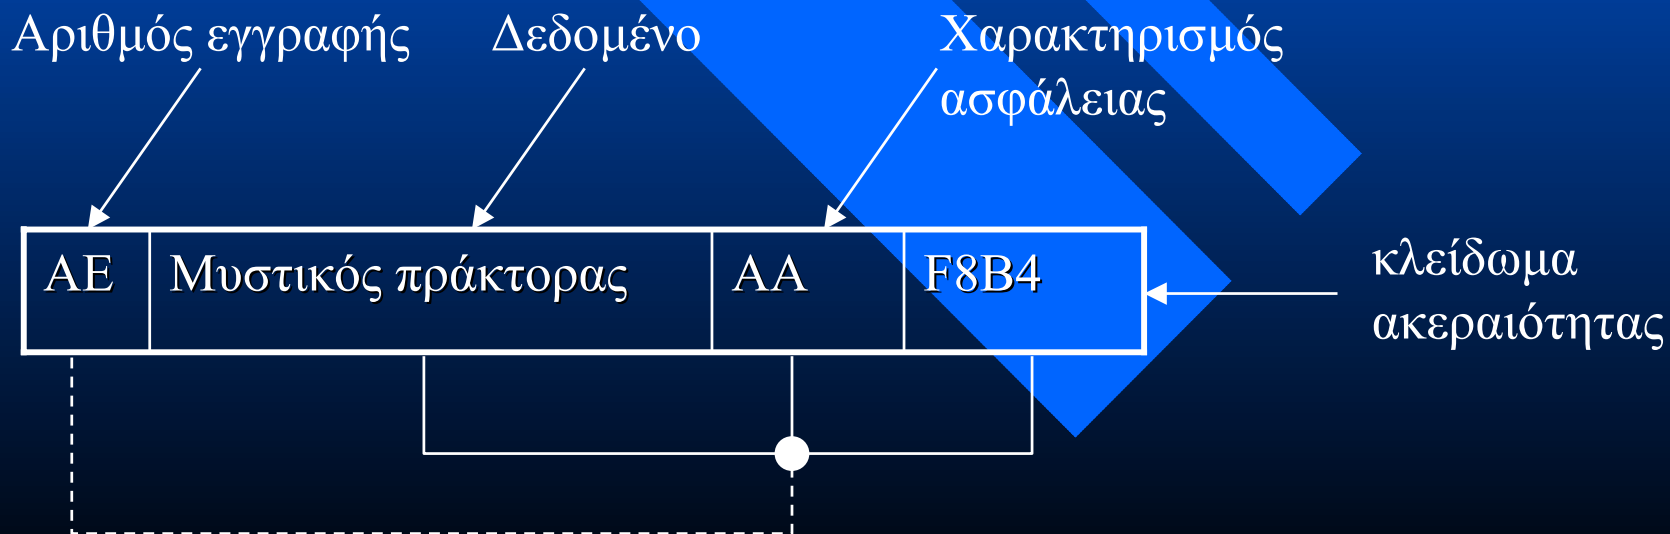 Αριθμός εγγραφής
Δεδομένο
Χαρακτηρισμός
ασφάλειας
ΑΕ
Μυστικός πράκτορας
ΑΑ
F8B4
κλείδωμα
ακεραιότητας